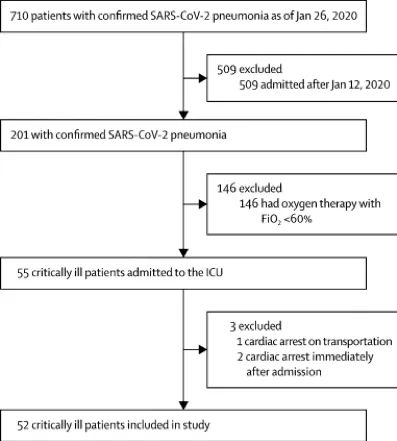 710 patients with confirmed SARS-CoV-2 pneumonia as of Jan 26, 2020
509 excluded
509 admitted after Jan 12, 2020
201 with confirmed SARS-CoV-2 pneumonia
146 excluded
146 had oxygen therapy with
FiO₂ <60%
55 critically ill patients admitted to the ICU
3 excluded
1 cardiac arrest on transportation
2 cardiac arrest immediately
after admission
52 critically ill patients included in study